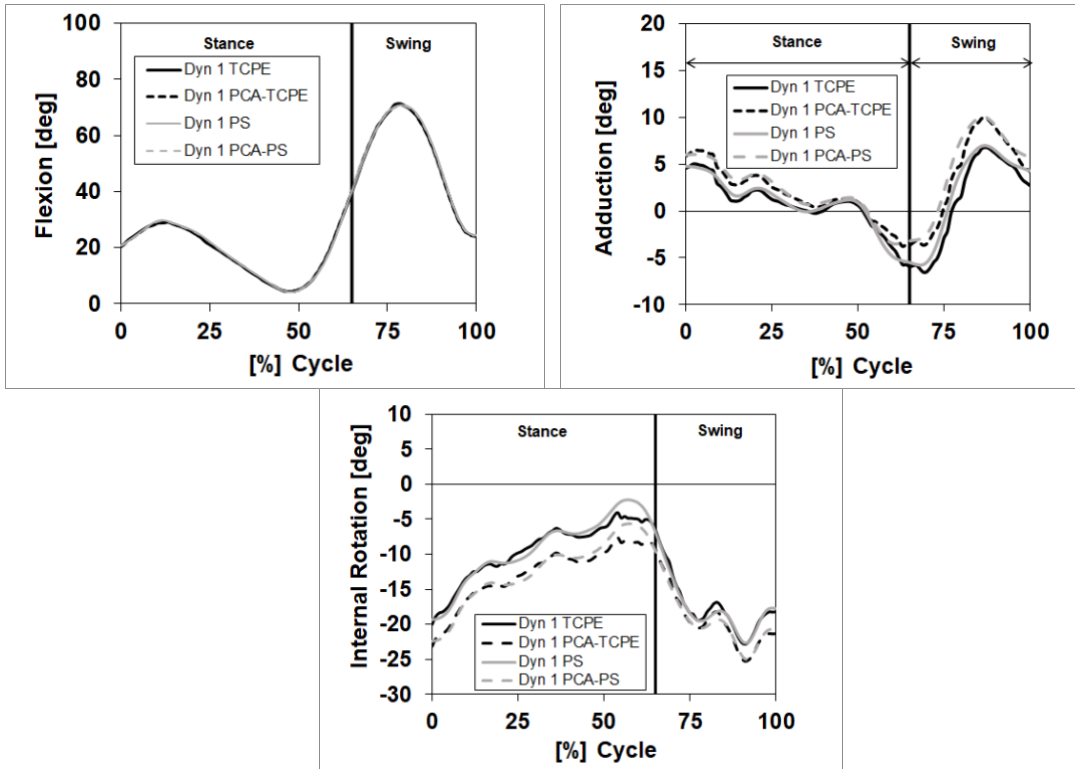 100
80
60
40
20
0
Flexion [deg]
Stance
Swing
Dyn 1 TCPE
Dyn 1 PCA-TCPE
Dyn 1 PS
Dyn 1 PCA-PS
0
25
50
75
100
[%] Cycle
20
15
10
5
0
-5
-10
Adduction [deg]
Stance
Swing
Dyn 1 TCPE
Dyn 1 PCA-TCPE
Dyn 1 PS
Dyn 1 PCA-PS
0
25
50
75
100
[%] Cycle
10
5
0
-5
-10
-15
-20
-25
-30
Internal Rotation [deg]
Stance
Swing
Dyn 1 TCPE
Dyn 1 PCA-TCPE
Dyn 1 PS
Dyn 1 PCA-PS
0
25
50
75
100
[%] Cycle